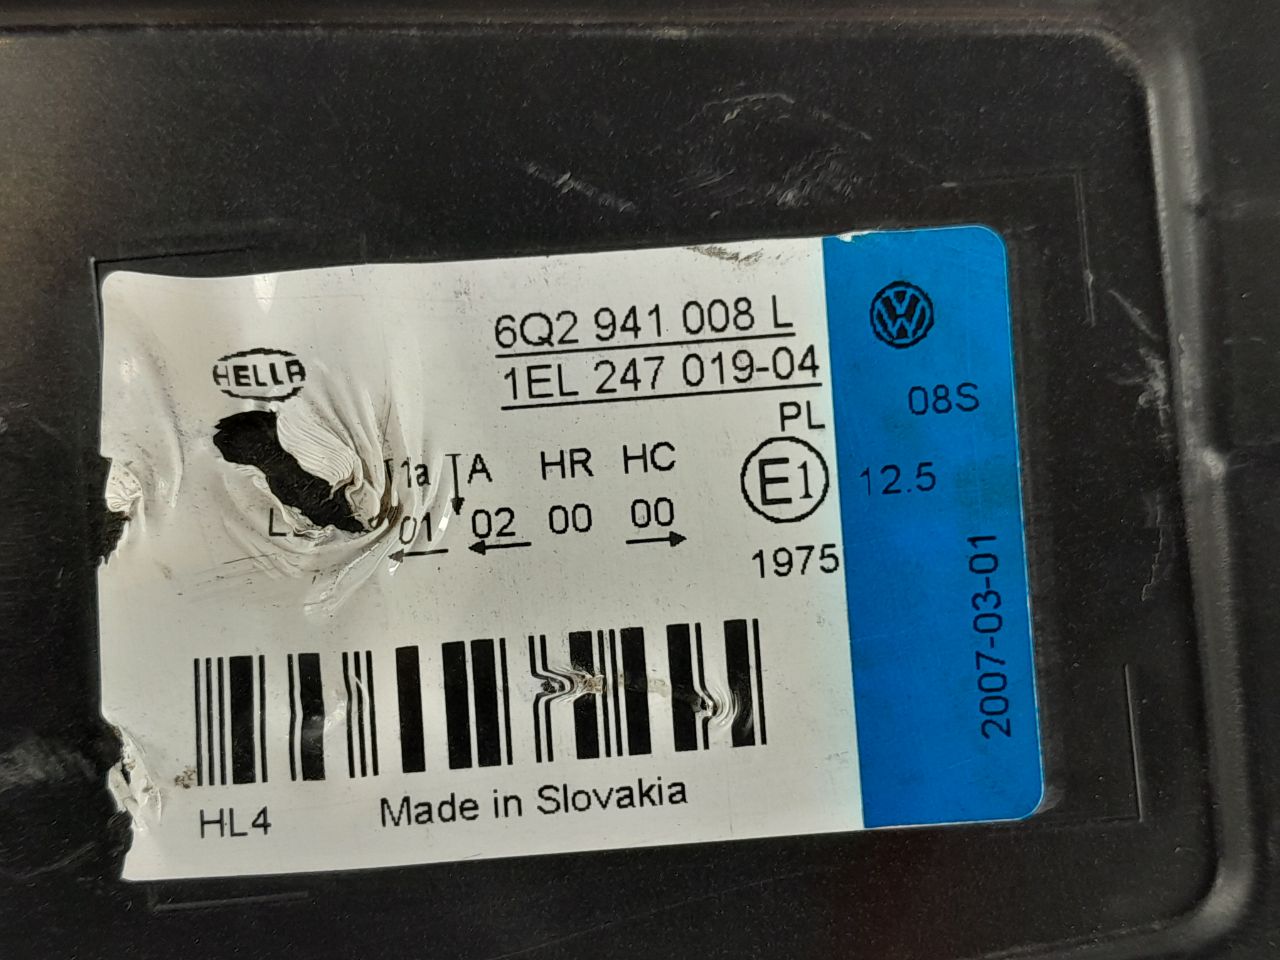 6Q2 941 008 L
1EL 247 019-04
HELLA
PL
08S
1a A HR HC
E1
12.5
01 02 00 00
1975
2007-03-01
HL4
Made in Slovakia